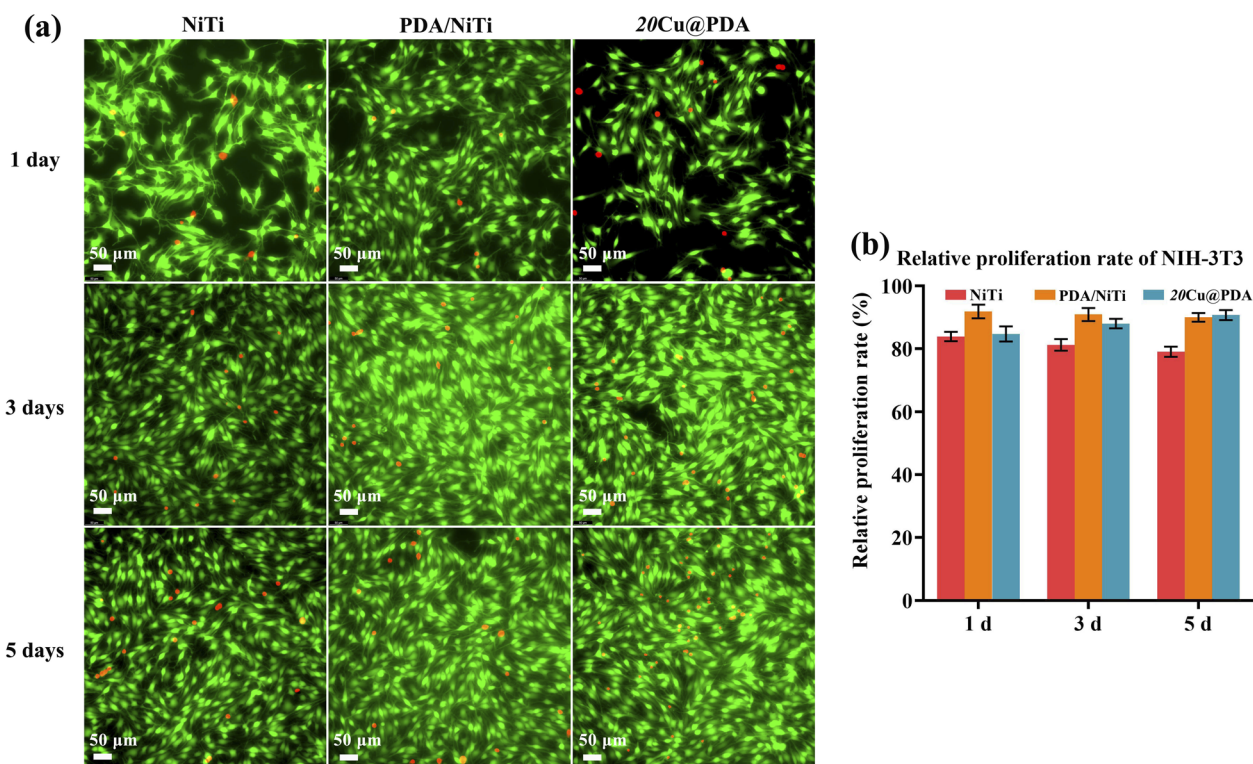 (a)
NiTi PDA/NiTi 20Cu@PDA
1 day
50 µm 50 µm 50 µm
3 days
50 µm 50 µm 50 µm
5 days
50 µm 50 µm 50 µm
(b)
Relative proliferation rate of NIH-3T3
NiTi PDA/NiTi 20Cu@PDA
Relative proliferation rate (%)
100
80
60
40
20
0
1 d 3 d 5 d